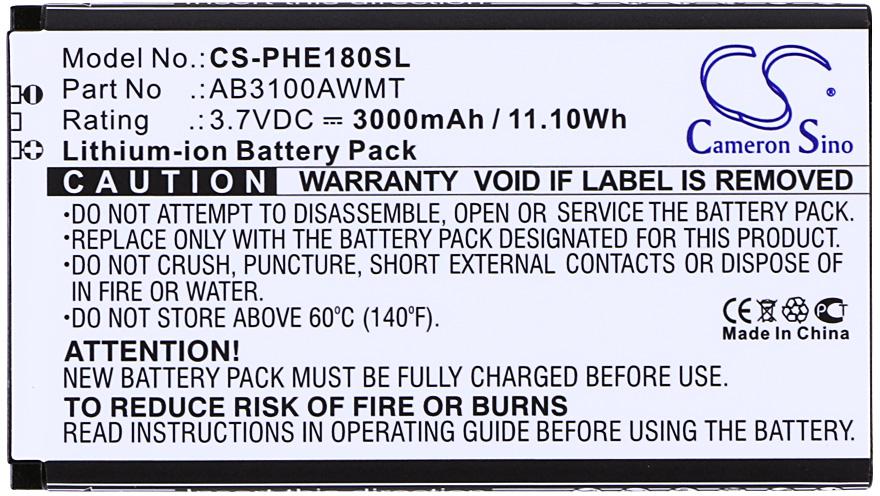 Model No.:CS-PHE180SL
Part No .:AB3100AWMT
Rating .:3.7VDC ⎓ 3000mAh / 11.10Wh
Lithium-ion Battery Pack
CS ®
Cameron Sino
CAUTION WARRANTY VOID IF LABEL IS REMOVED
•DO NOT ATTEMPT TO DISASSEMBLE, OPEN OR SERVICE THE BATTERY PACK.
•REPLACE ONLY WITH THE BATTERY PACK DESIGNATED FOR THIS PRODUCT.
•DO NOT CRUSH, PUNCTURE, SHORT EXTERNAL CONTACTS OR DISPOSE OF
IN FIRE OR WATER.
•DO NOT STORE ABOVE 60°C (140°F).
CE PCT
Made In China
ATTENTION!
NEW BATTERY PACK MUST BE FULLY CHARGED BEFORE USE.
TO REDUCE RISK OF FIRE OR BURNS
READ INSTRUCTIONS IN OPERATING GUIDE BEFORE USING THE BATTERY PACK.